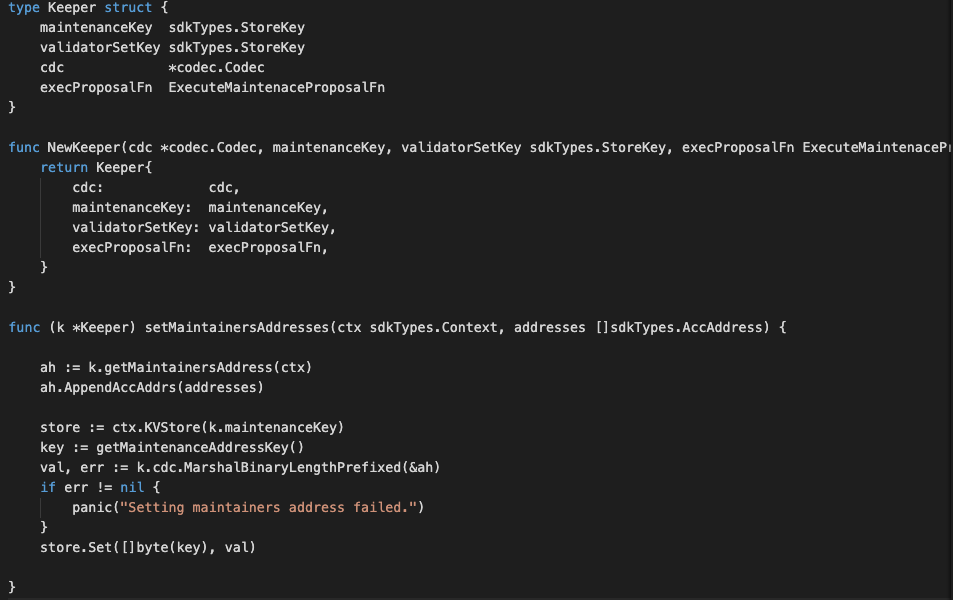 type Keeper struct {
    maintenanceKey  sdkTypes.StoreKey
    validatorSetKey sdkTypes.StoreKey
    cdc             *codec.Codec
    execProposalFn  ExecuteMaintenaceProposalFn
}

func NewKeeper(cdc *codec.Codec, maintenanceKey, validatorSetKey sdkTypes.StoreKey, execProposalFn ExecuteMaintenacePr
    return Keeper{
        cdc:             cdc,
        maintenanceKey:  maintenanceKey,
        validatorSetKey: validatorSetKey,
        execProposalFn:  execProposalFn,
    }
}

func (k *Keeper) setMaintainersAddresses(ctx sdkTypes.Context, addresses []sdkTypes.AccAddress) {

    ah := k.getMaintainersAddress(ctx)
    ah.AppendAccAddrs(addresses)

    store := ctx.KVStore(k.maintenanceKey)
    key := getMaintenanceAddressKey()
    val, err := k.cdc.MarshalBinaryLengthPrefixed(&ah)
    if err != nil {
        panic("Setting maintainers address failed.")
    }
    store.Set([]byte(key), val)

}